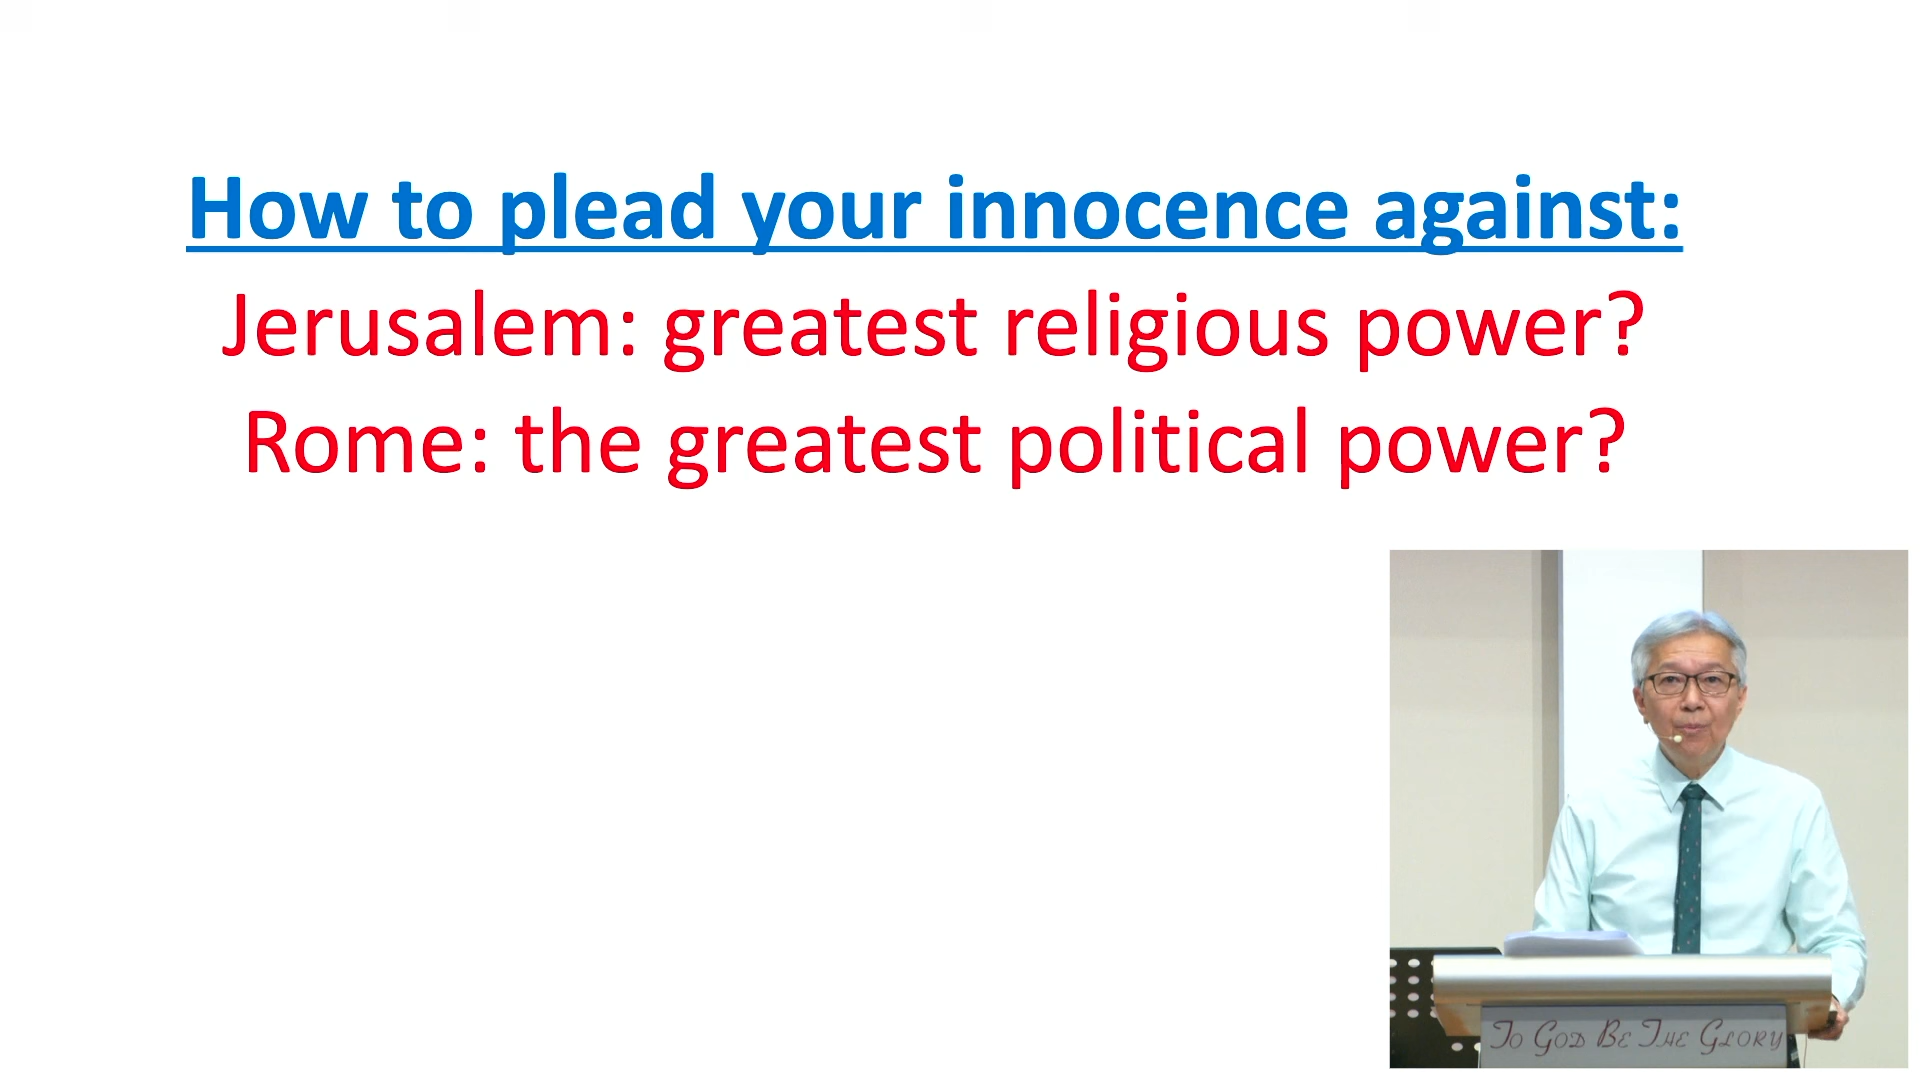 How to plead your innocence against:
Jerusalem: greatest religious power?
Rome: the greatest political power?
To God Be The Glory